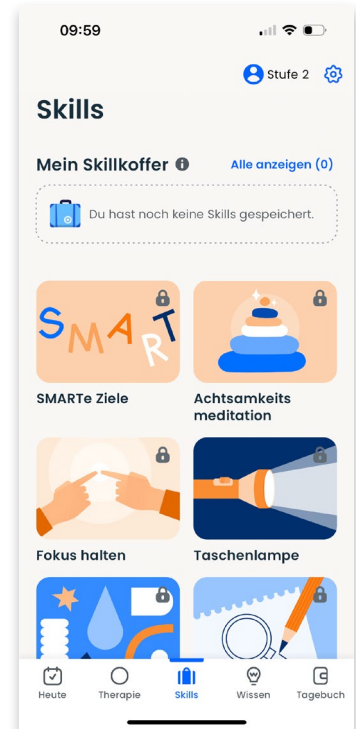 09:59
Stufe 2
Skills
Mein Skillkoffer
Alle anzeigen (0)
Du hast noch keine Skills gespeichert.
SMART
SMARTe Ziele
Achtsamkeits
meditation
Fokus halten
Taschenlampe
Heute Therapie Skills Wissen Tagebuch